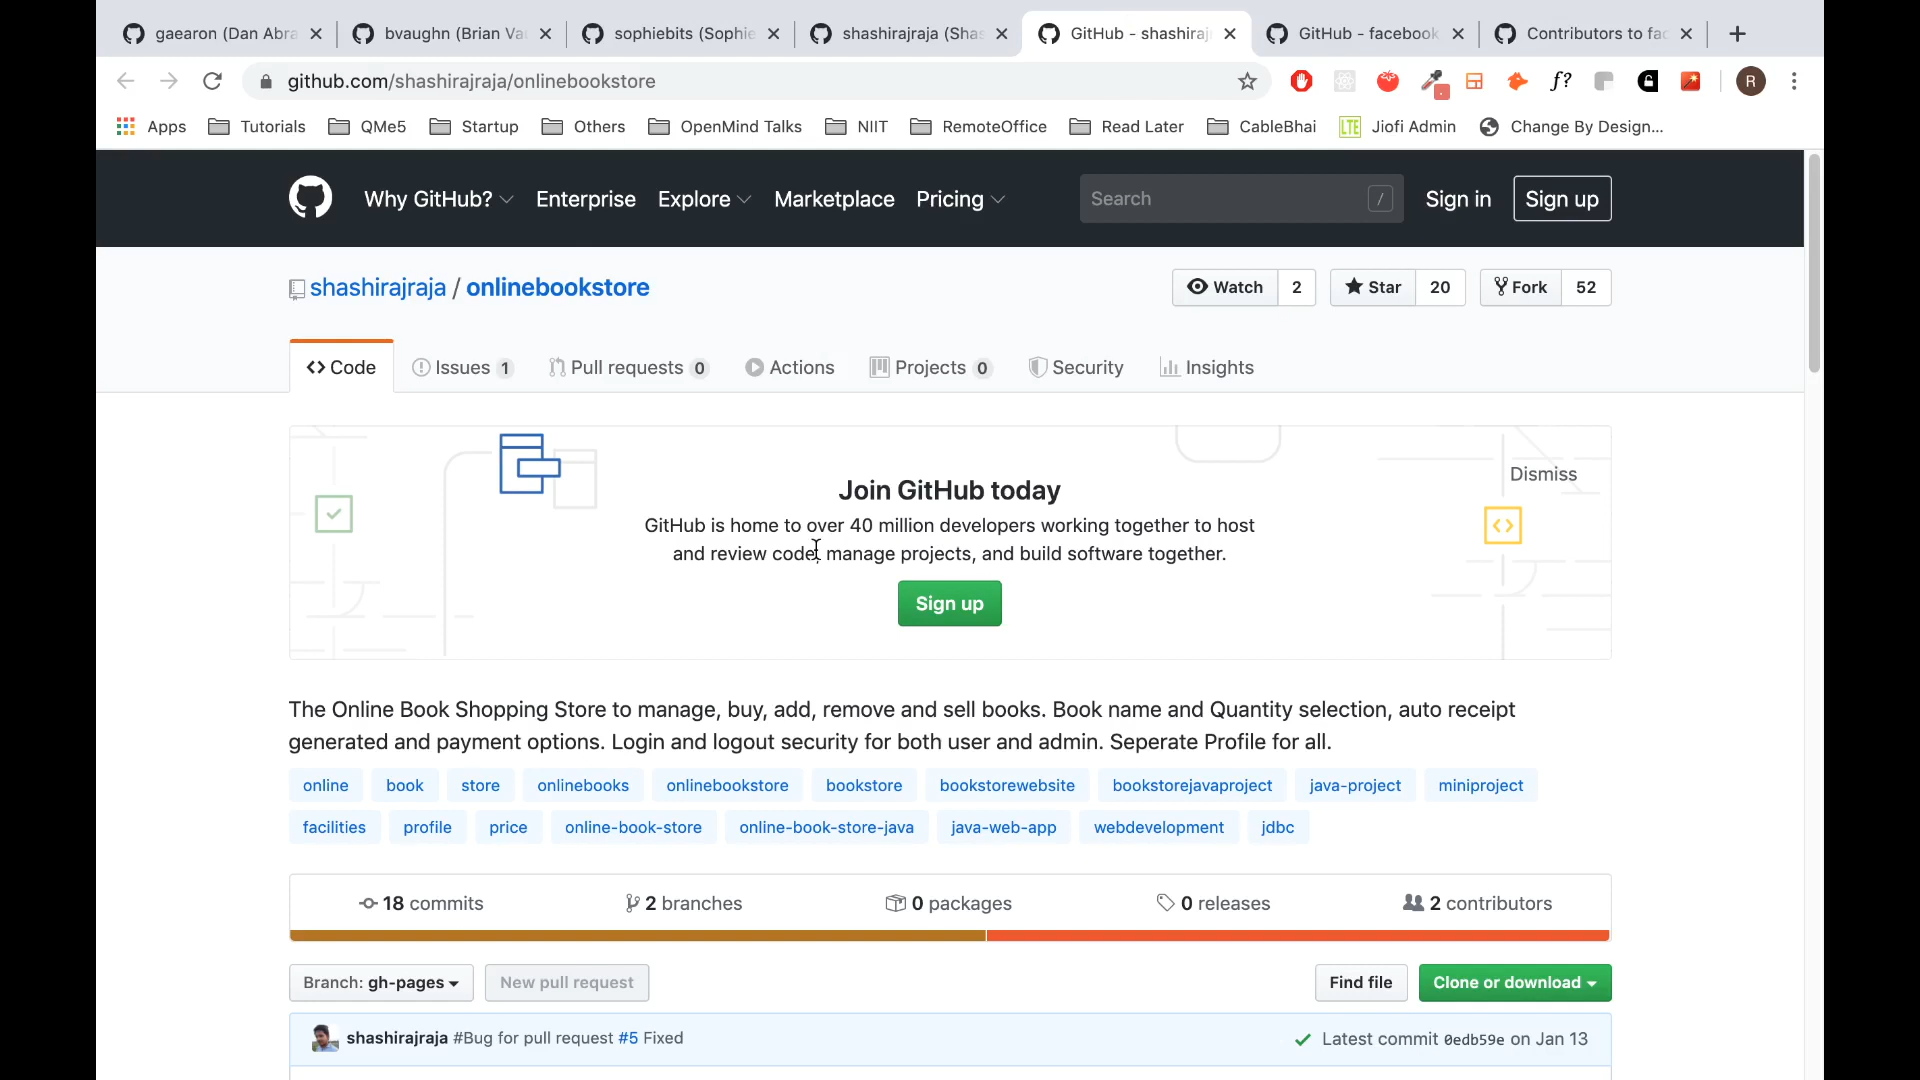 gaearon (Dan Abra
bvaughn (Brian Va
sophiebits (Sophie
shashirajraja (Shas
GitHub - shashiraj
GitHub - facebook
Contributors to fac
github.com/shashirajraja/onlinebookstore
f?
R
Apps
Tutorials
QMe5
Startup
Others
OpenMind Talks
NIIT
RemoteOffice
Read Later
CableBhai
LTE
Jiofi Admin
Change By Design...
Why GitHub?
Enterprise
Explore
Marketplace
Pricing
Search
/
Sign in
Sign up
shashirajraja / onlinebookstore
Watch 2
Star 20
Fork 52
Code
Issues 1
Pull requests 0
Actions
Projects 0
Security
Insights
Dismiss
Join GitHub today
GitHub is home to over 40 million developers working together to host
and review code, manage projects, and build software together.
Sign up
The Online Book Shopping Store to manage, buy, add, remove and sell books. Book name and Quantity selection, auto receipt
generated and payment options. Login and logout security for both user and admin. Seperate Profile for all.
online book store onlinebooks onlinebookstore bookstore bookstorewebsite bookstorejavaproject java-project miniproject
facilities profile price online-book-store online-book-store-java java-web-app webdevelopment jdbc
18 commits
2 branches
0 packages
0 releases
2 contributors
Branch: gh-pages
New pull request
Find file
Clone or download
shashirajraja #Bug for pull request #5 Fixed
Latest commit 0edb59e on Jan 13